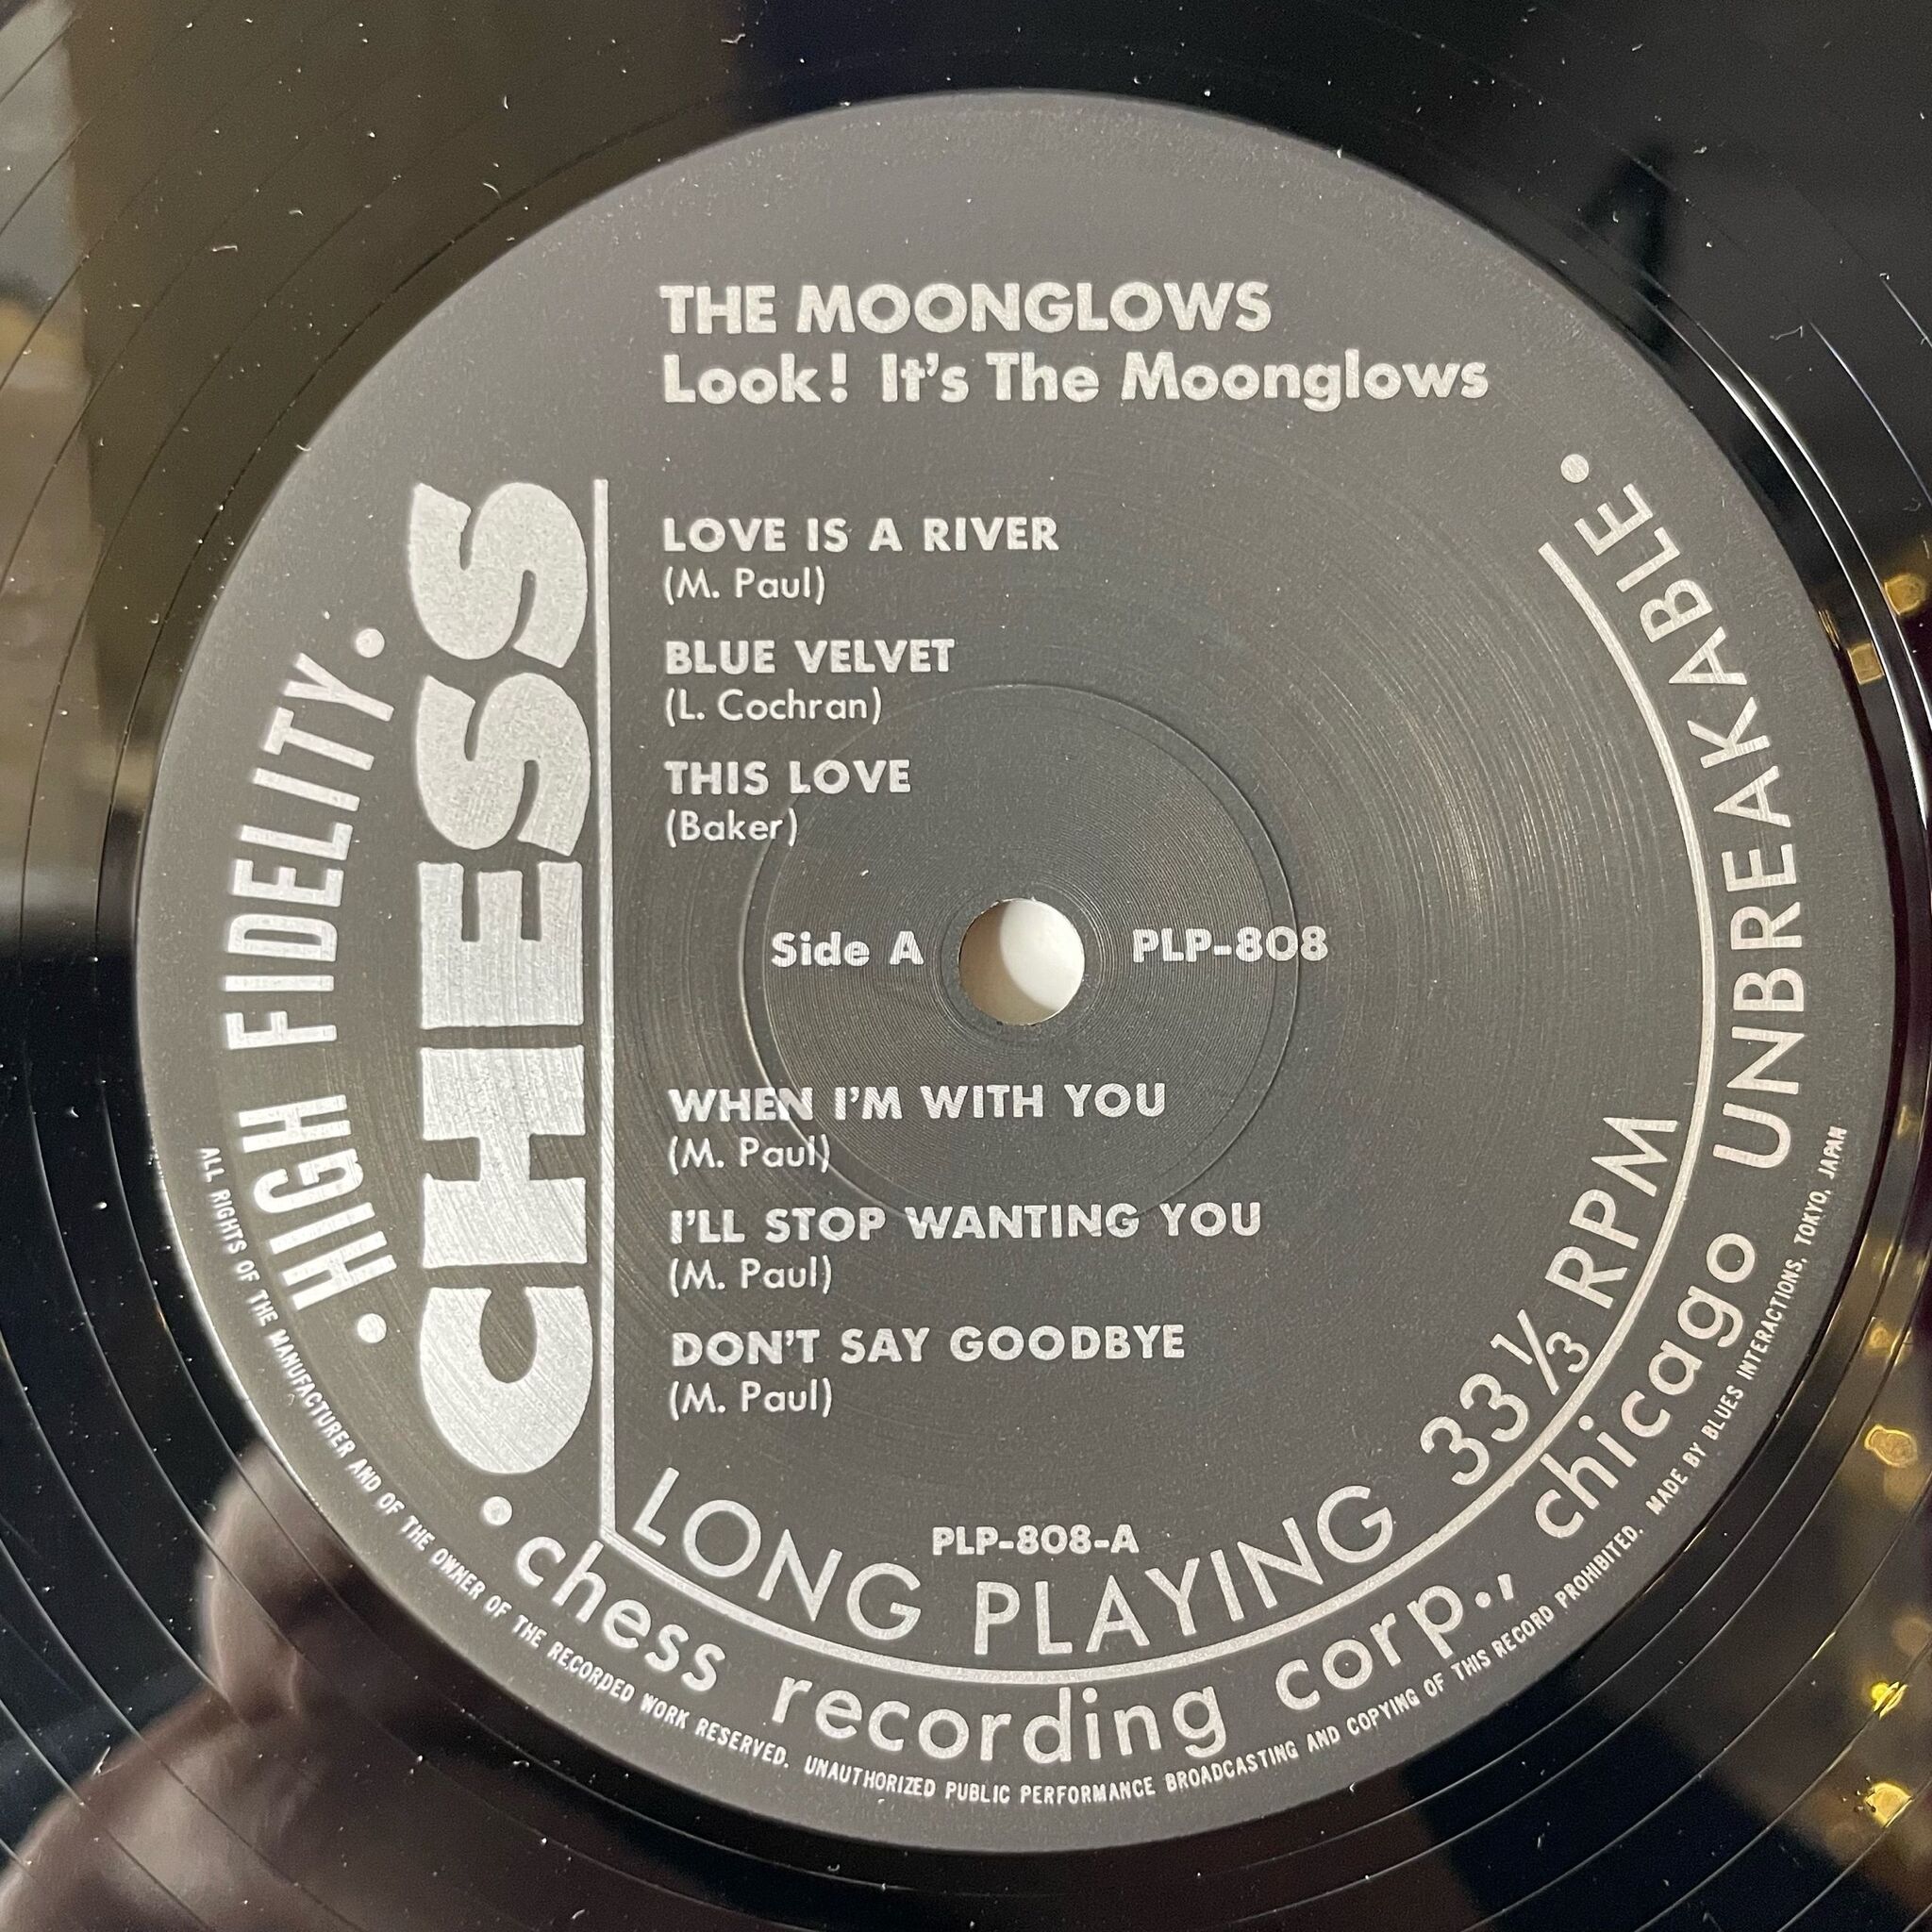 THE MOONGLOWS
Look! It's The Moonglows
LOVE IS A RIVER
(M. Paul)
BLUE VELVET
(L. Cochran)
THIS LOVE
(Baker)
Side A
PLP-808
WHEN I'M WITH YOU
(M. Paul)
I'LL STOP WANTING YOU
(M. Paul)
DON'T SAY GOODBYE
(M. Paul)
PLP-808-A
LONG PLAYING 33⅓ RPM
CHESS
• HIGH FIDELITY •
• chess recording corp., chicago UNBREAKABLE •
ALL RIGHTS OF THE MANUFACTURER AND OF THE OWNER OF THE RECORDED WORK RESERVED. UNAUTHORIZED PUBLIC PERFORMANCE BROADCASTING AND COPYING OF THIS RECORD PROHIBITED. MADE BY BLUES INTERACTIONS, TOKYO, JAPAN